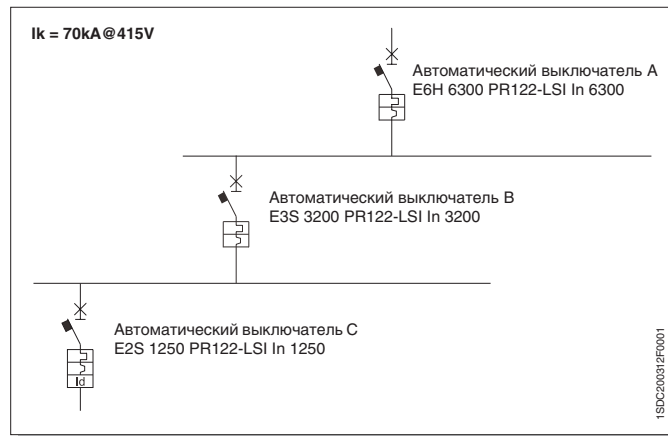 Ik = 70kA@415V
Автоматический выключатель A
E6H 6300 PR122-LSI In 6300
Автоматический выключатель B
E3S 3200 PR122-LSI In 3200
Автоматический выключатель C
E2S 1250 PR122-LSI In 1250
Id
1SDC200312F0001